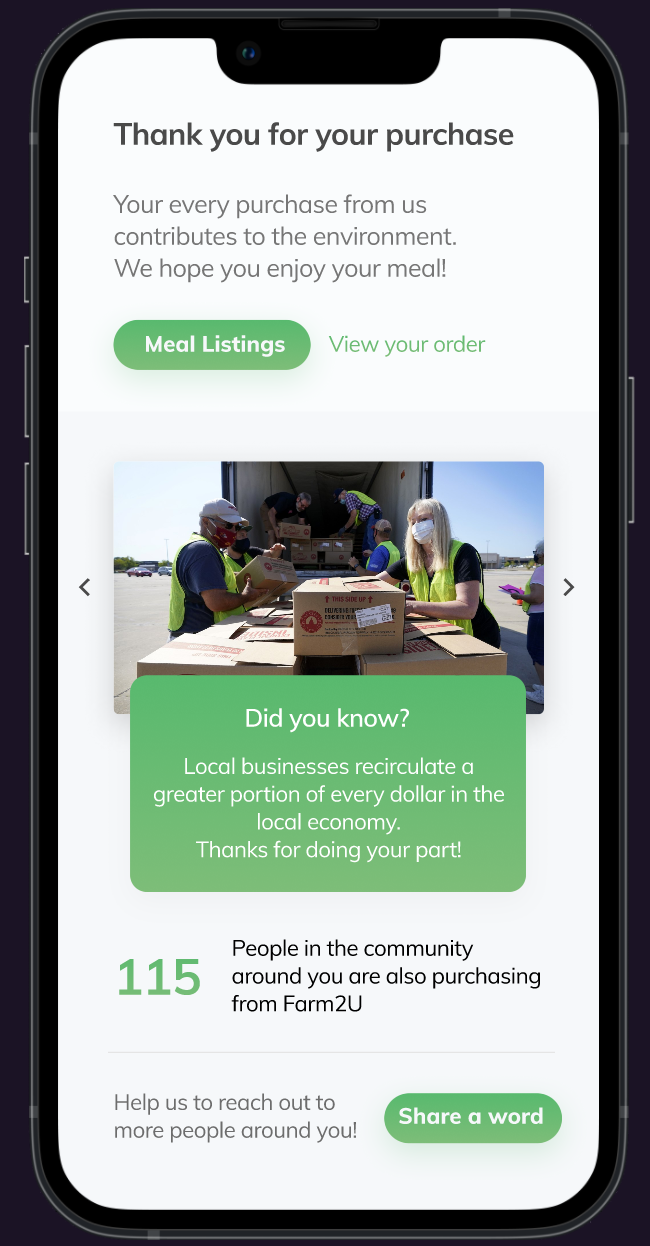 Thank you for your purchase
Your every purchase from us
contributes to the environment.
We hope you enjoy your meal!
Meal Listings
View your order
THIS SIDE UP
Did you know?
Local businesses recirculate a
greater portion of every dollar in the
local economy.
Thanks for doing your part!
115
People in the community
around you are also purchasing
from Farm2U
Help us to reach out to
more people around you!
Share a word